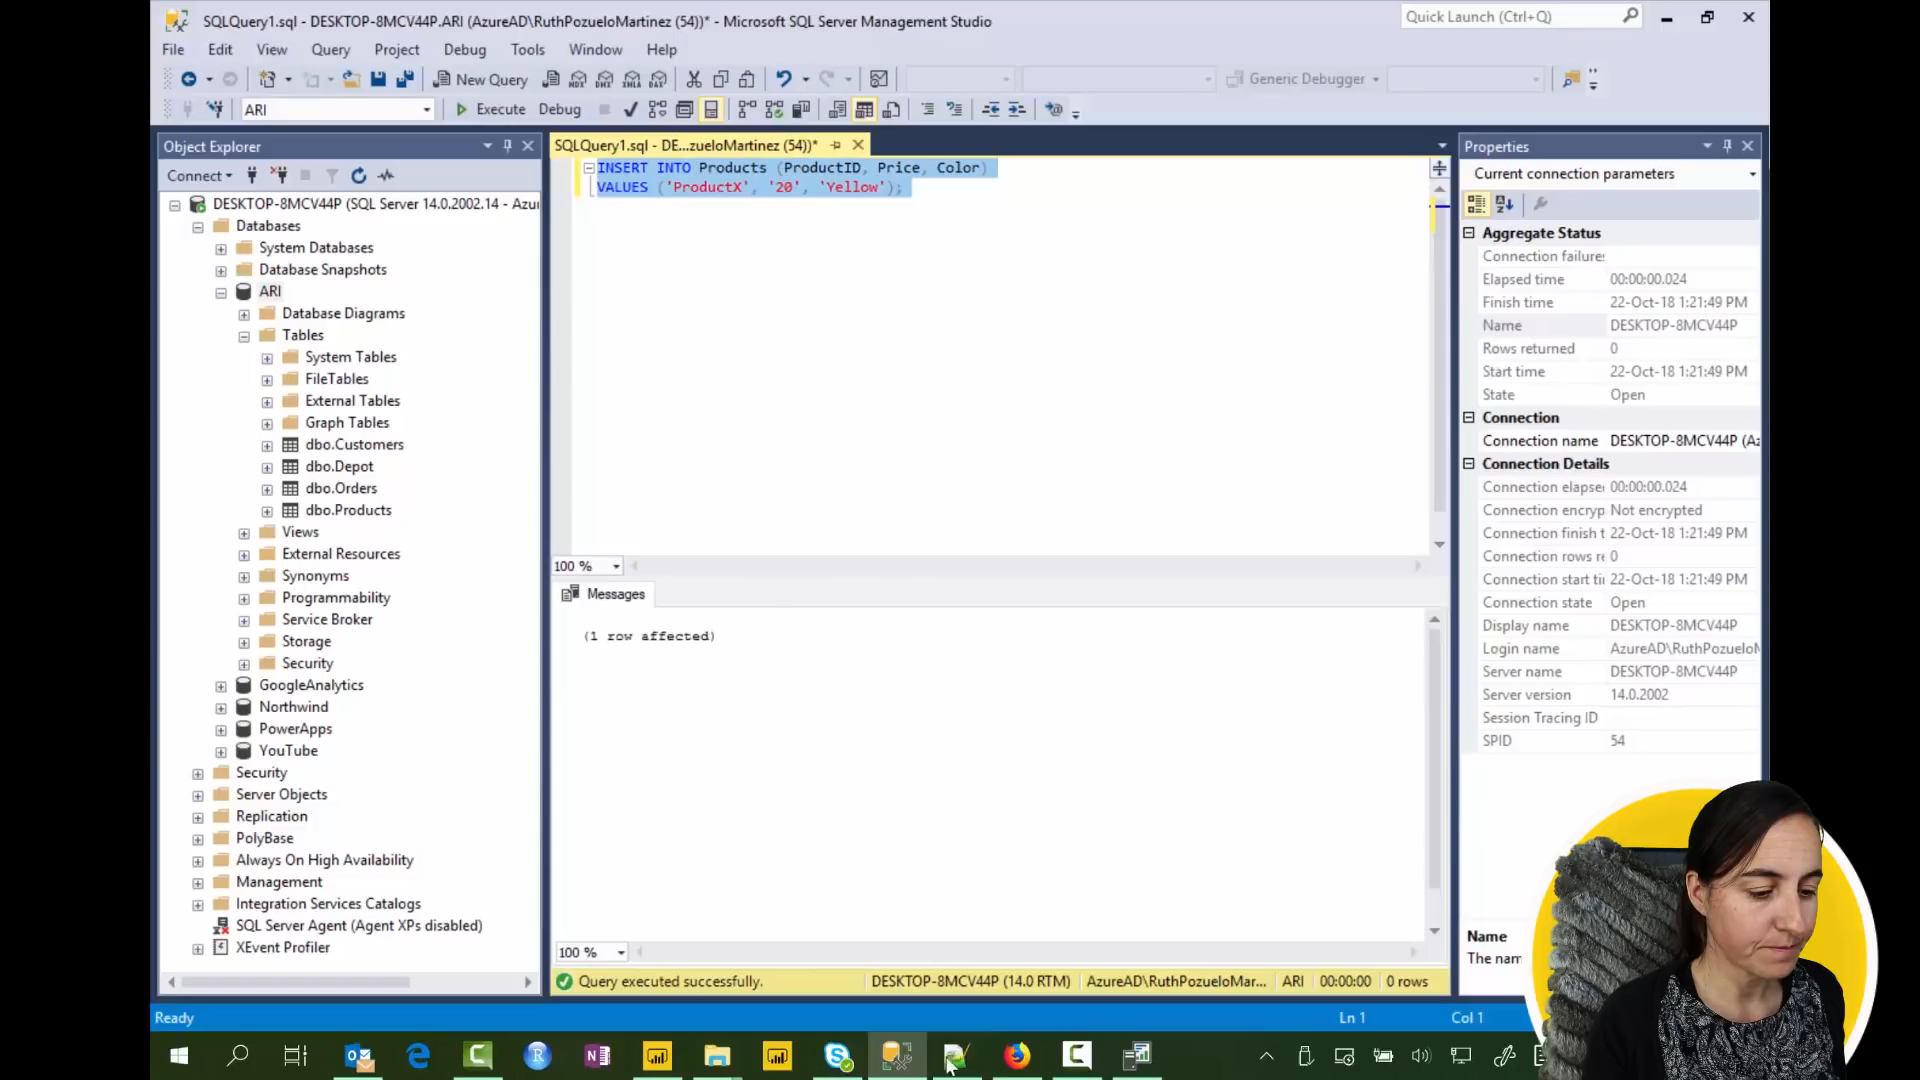 SQLQuery1.sql - DESKTOP-8MCV44P.ARI (AzureAD\RuthPozueloMartinez (54))* - Microsoft SQL Server Management Studio
Quick Launch (Ctrl+Q)
File Edit View Query Project Debug Tools Window Help
New Query
Generic Debugger
ARI
Execute Debug
Object Explorer
Connect
DESKTOP-8MCV44P (SQL Server 14.0.2002.14 - Azu
Databases
System Databases
Database Snapshots
ARI
Database Diagrams
Tables
System Tables
FileTables
External Tables
Graph Tables
dbo.Customers
dbo.Depot
dbo.Orders
dbo.Products
Views
External Resources
Synonyms
Programmability
Service Broker
Storage
Security
GoogleAnalytics
Northwind
PowerApps
YouTube
Security
Server Objects
Replication
PolyBase
Always On High Availability
Management
Integration Services Catalogs
SQL Server Agent (Agent XPs disabled)
XEvent Profiler
SQLQuery1.sql - DE...zueloMartinez (54))*
INSERT INTO Products (ProductID, Price, Color)
VALUES ('ProductX', '20', 'Yellow');
100 %
Messages
(1 row affected)
100 %
Query executed successfully.
DESKTOP-8MCV44P (14.0 RTM)
AzureAD\RuthPozueloMar...
ARI
00:00:00
0 rows
Properties
Current connection parameters
Aggregate Status
Connection failures
Elapsed time 00:00:00.024
Finish time 22-Oct-18 1:21:49 PM
Name DESKTOP-8MCV44P
Rows returned 0
Start time 22-Oct-18 1:21:49 PM
State Open
Connection
Connection name DESKTOP-8MCV44P (Az
Connection Details
Connection elapse 00:00:00.024
Connection encryp Not encrypted
Connection finish t 22-Oct-18 1:21:49 PM
Connection rows re 0
Connection start ti 22-Oct-18 1:21:49 PM
Connection state Open
Display name DESKTOP-8MCV44P
Login name AzureAD\RuthPozueloM
Server name DESKTOP-8MCV44P
Server version 14.0.2002
Session Tracing ID
SPID 54
Name
The nam
Ready
Ln 1
Col 1